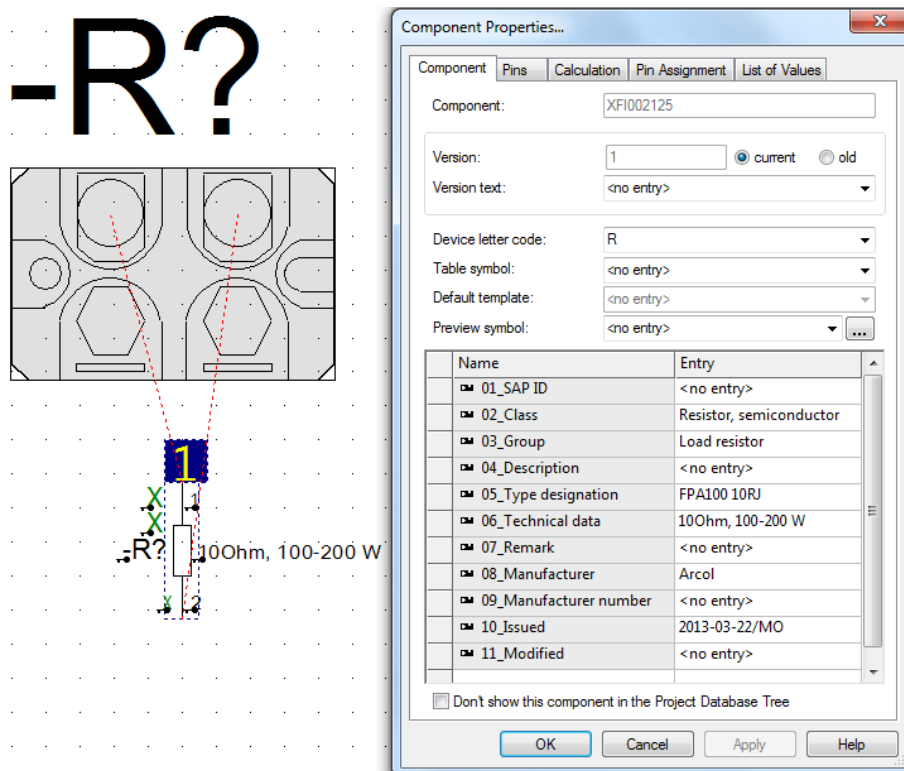 -R?
1
X
1
X
-R?
10Ohm, 100-200 W
X
2
Component Properties...
Component
Pins
Calculation
Pin Assignment
List of Values
Component:
XFI002125
Version:
1
current
old
Version text:
<no entry>
Device letter code:
R
Table symbol:
<no entry>
Default template:
<no entry>
Preview symbol:
<no entry>
...
Name Entry
01_SAP ID <no entry>
02_Class Resistor, semiconductor
03_Group Load resistor
04_Description <no entry>
05_Type designation FPA100 10RJ
06_Technical data 10Ohm, 100-200 W
07_Remark <no entry>
08_Manufacturer Arcol
09_Manufacturer number <no entry>
10_Issued 2013-03-22/MO
11_Modified <no entry>
Don't show this component in the Project Database Tree
OK
Cancel
Apply
Help